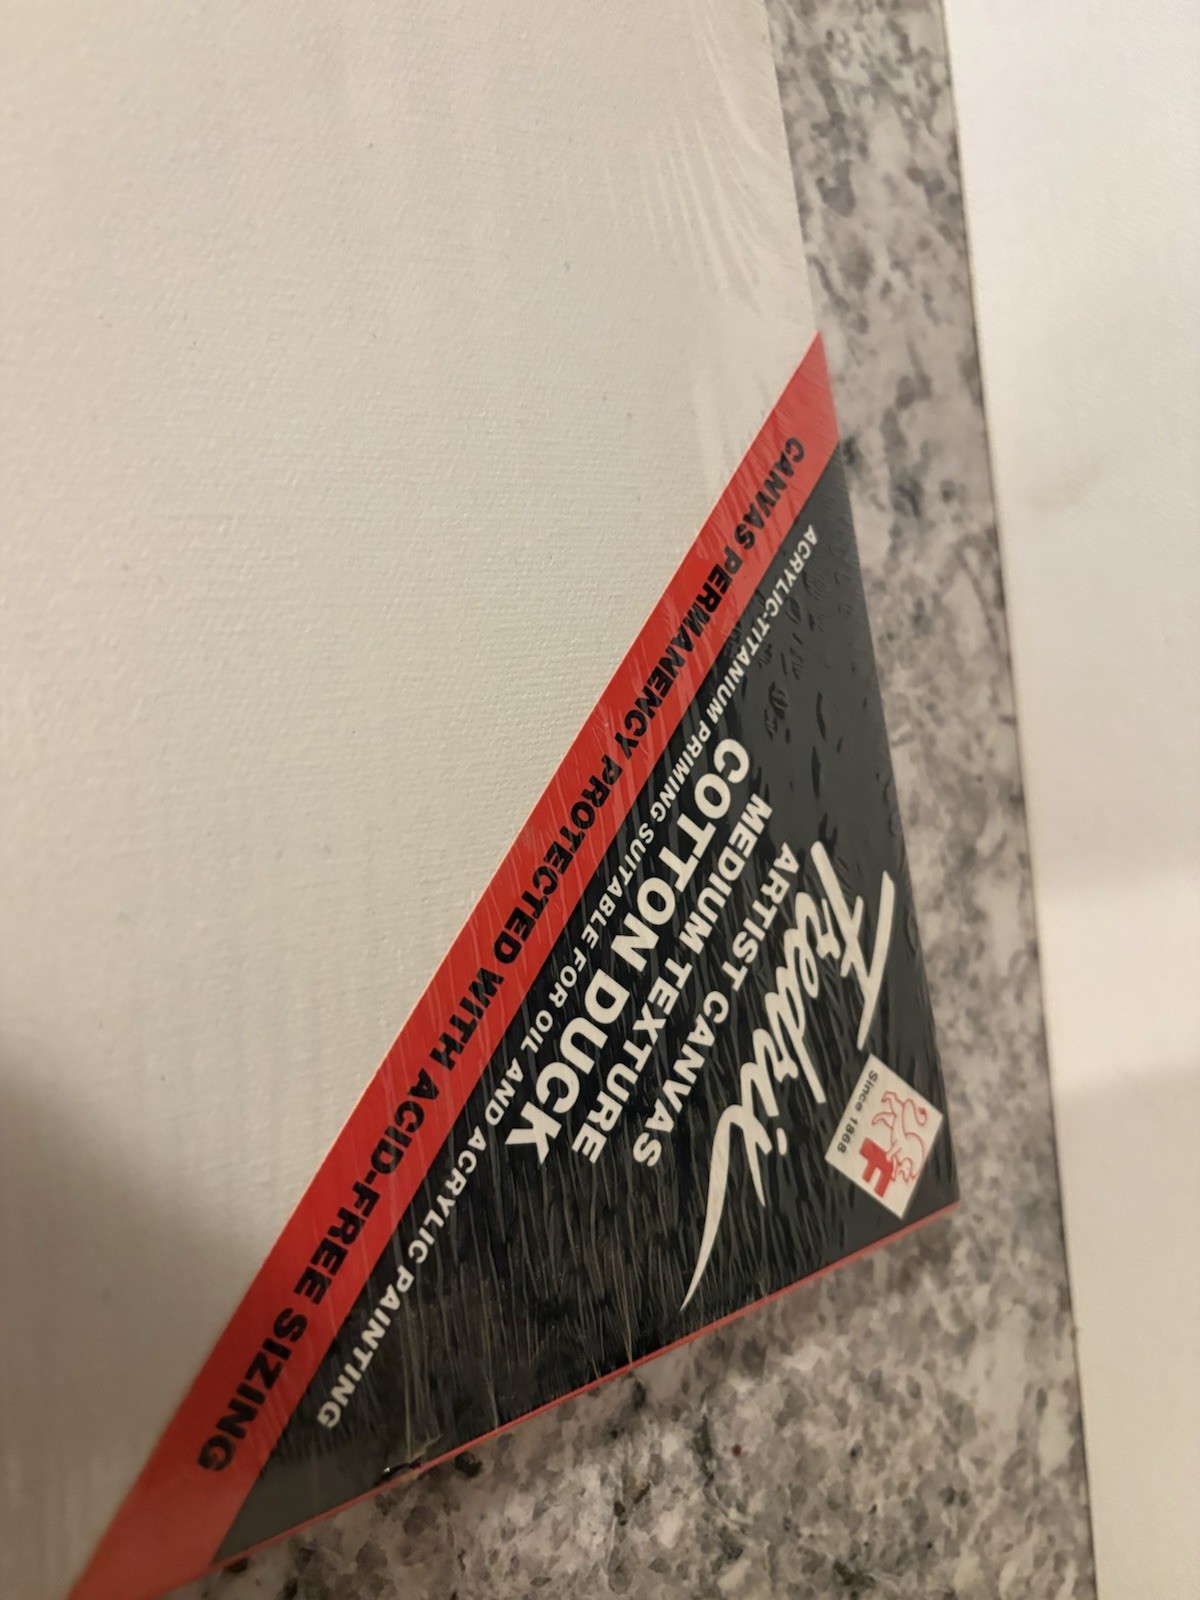 F
Since 1868
Fredrix
ARTIST CANVAS
MEDIUM TEXTURE
COTTON DUCK
ACRYLIC-TITANIUM PRIMING SUITABLE FOR OIL AND ACRYLIC PAINTING
CANVAS PERMANENCY PROTECTED WITH ACID-FREE SIZING